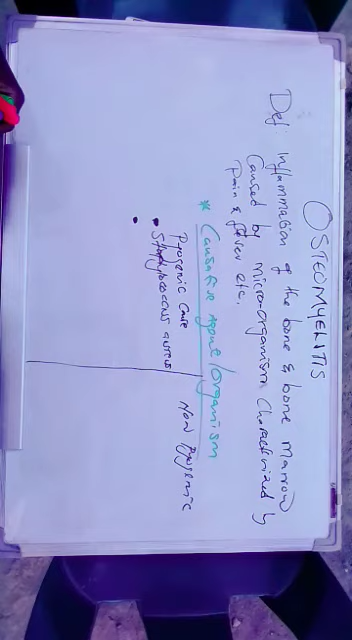 OSTEOMYELITIS
Def: Inflammation of the bone & bone marrow
Caused by micro-organism Characterized by
Pain & fever etc.
* Causative Agent/organism
Pyogenic Cause
Non Pyogenic
• Staphylococcus aureus
•